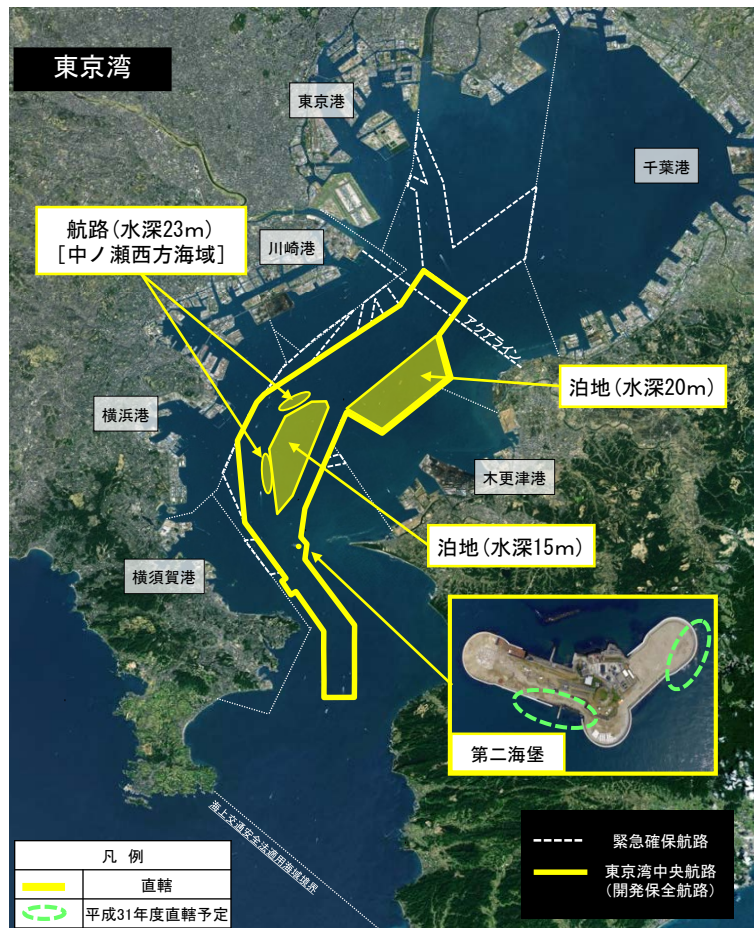 東京湾
東京港
千葉港
航路(水深23m)
[中ノ瀬西方海域]
川崎港
アクアライン
泊地(水深20m)
横浜港
木更津港
泊地(水深15m)
横須賀港
第二海堡
海上交通安全法適用海域境界
凡 例
直轄
平成31年度直轄予定
緊急確保航路
東京湾中央航路
(開発保全航路)